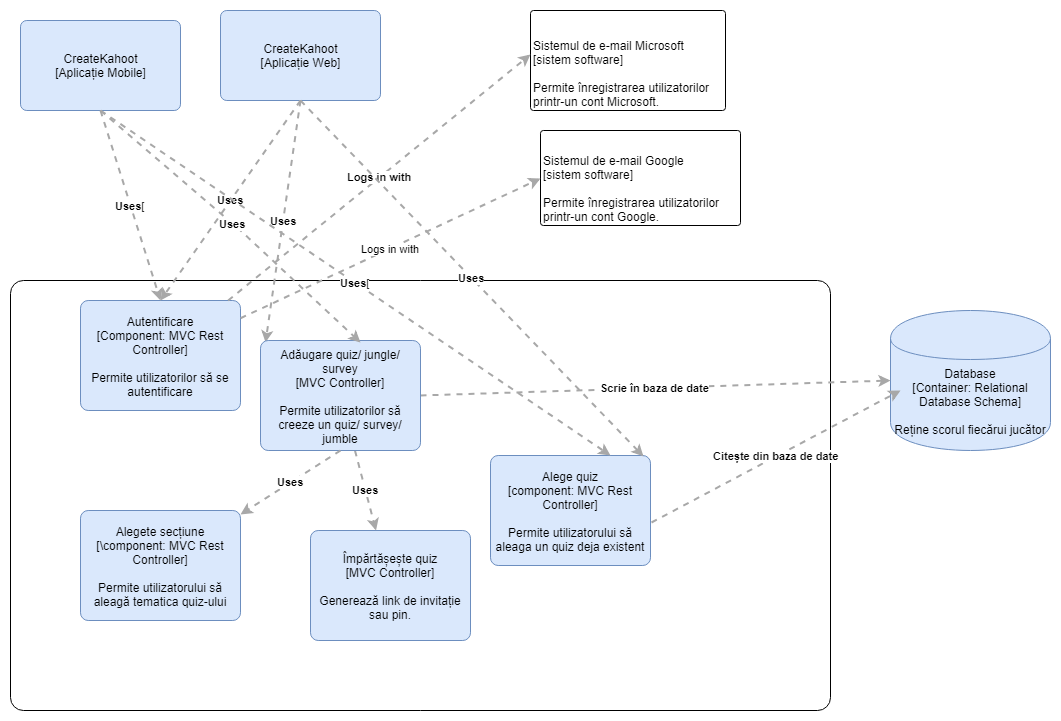 CreateKahoot
[Aplicație Mobile]
CreateKahoot
[Aplicație Web]
Sistemul de e-mail Microsoft
[sistem software]
Permite înregistrarea utilizatorilor
printr-un cont Microsoft.
Sistemul de e-mail Google
[sistem software]
Permite înregistrarea utilizatorilor
printr-un cont Google.
Logs in with
Uses[
Uses
Uses
Uses
Logs in with
Uses[
Uses
Autentificare
[Component: MVC Rest
Controller]
Permite utilizatorilor să se
autentificare
Adăugare quiz/ jungle/
survey
[MVC Controller]
Permite utilizatorilor să
creeze un quiz/ survey/
jumble
Scrie în baza de date
Database
[Container: Relational
Database Schema]
Reține scorul fiecărui jucător
Citește din baza de date
Alege quiz
[component: MVC Rest
Controller]
Permite utilizatorului să
aleaga un quiz deja existent
Uses
Uses
Alegete secțiune
[\component: MVC Rest
Controller]
Permite utilizatorului să
aleagă tematica quiz-ului
Împărtășește quiz
[MVC Controller]
Generează link de invitație
sau pin.